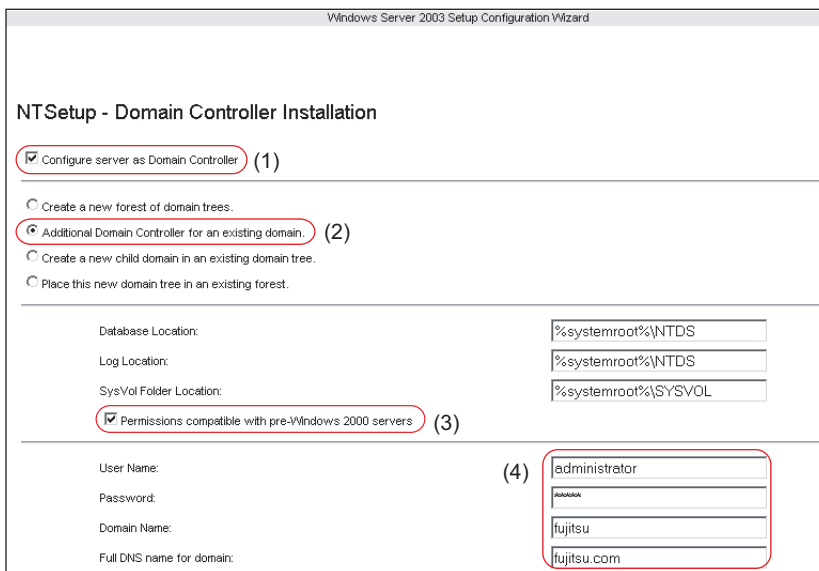 Windows Server 2003 Setup Configuration Wizard
NTSetup - Domain Controller Installation
Configure server as Domain Controller (1)
Create a new forest of domain trees.
Additional Domain Controller for an existing domain. (2)
Create a new child domain in an existing domain tree.
Place this new domain tree in an existing forest.
Database Location: %systemroot%\NTDS
Log Location: %systemroot%\NTDS
SysVol Folder Location: %systemroot%\SYSVOL
Permissions compatible with pre-Windows 2000 servers (3)
User Name: (4) administrator
Password: *****
Domain Name: fujitsu
Full DNS name for domain: fujitsu.com